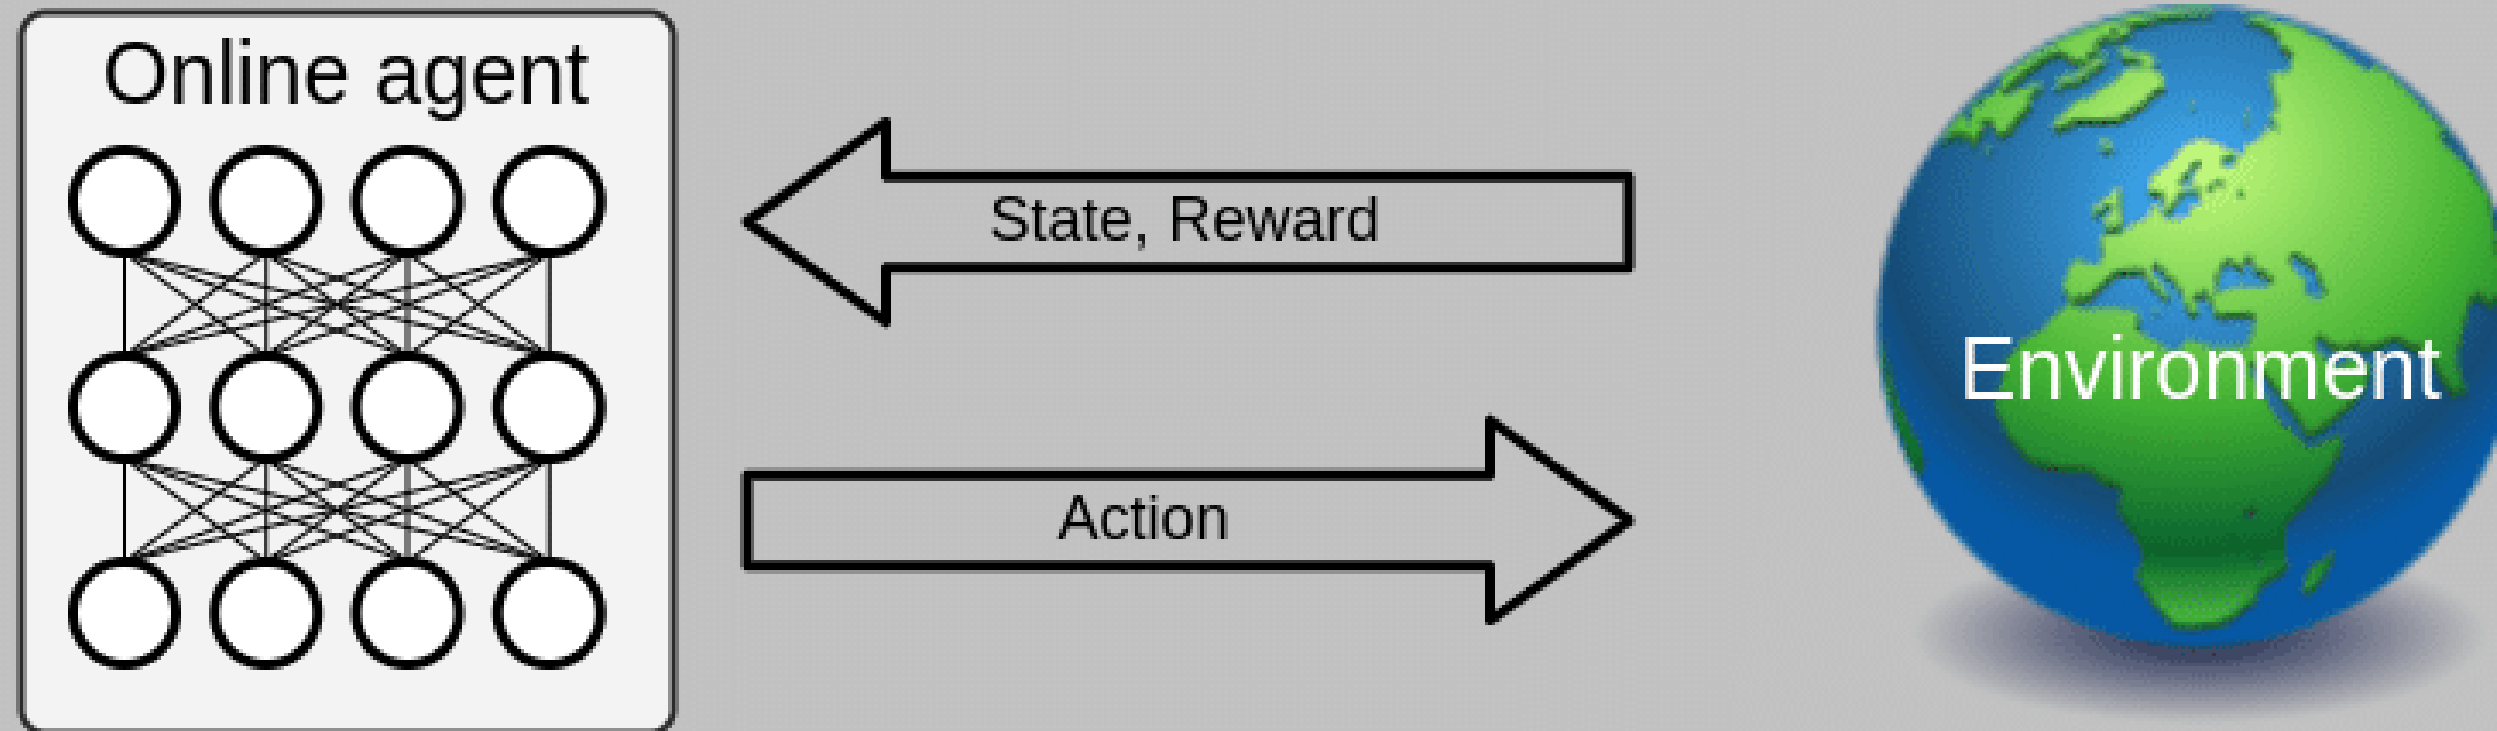 Online agent
State, Reward
Environment
Action